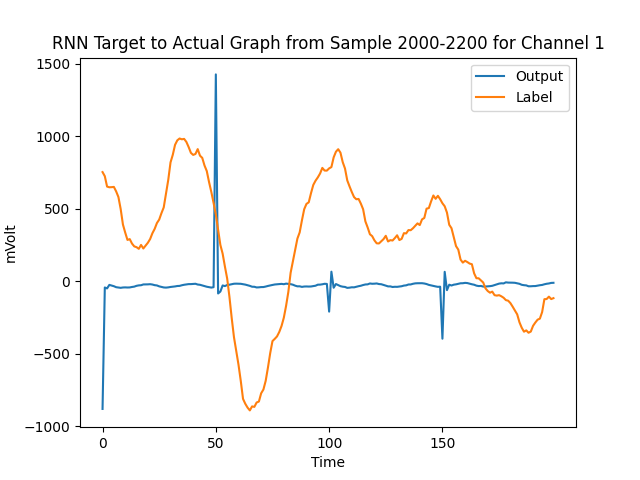 RNN Target to Actual Graph from Sample 2000-2200 for Channel 1
1500
1000
500
0
−500
−1000
mVolt
0
50
100
150
Time
Output
Label